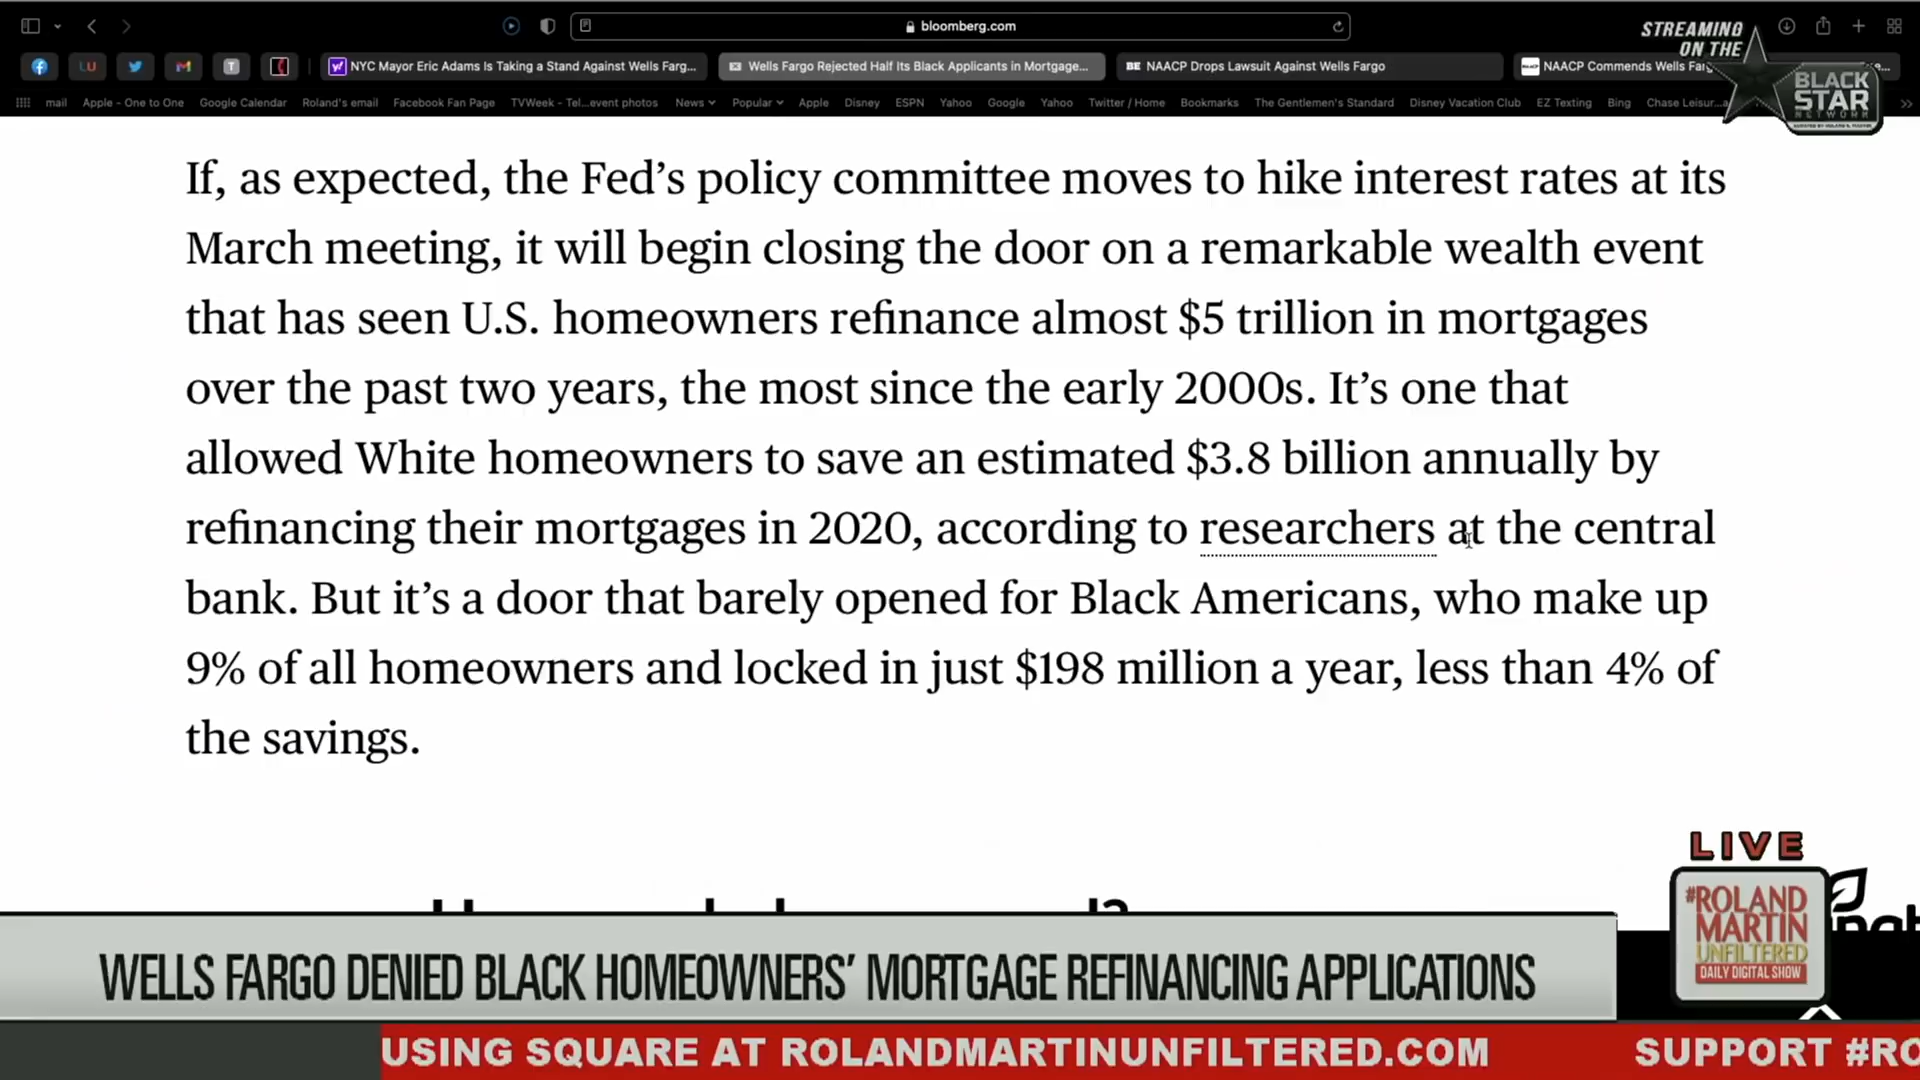 bloomberg.com
STREAMING
ON THE
BLACK
STAR
NETWORK
NYC Mayor Eric Adams Is Taking a Stand Against Wells Farg...
Wells Fargo Rejected Half Its Black Applicants in Mortgage...
BE NAACP Drops Lawsuit Against Wells Fargo
NAACP Commends Wells Farg
mail
Apple - One to One
Google Calendar
Roland's email
Facebook Fan Page
TVWeek - Tel...event photos
News
Popular
Apple
Disney
ESPN
Yahoo
Google
Yahoo
Twitter / Home
Bookmarks
The Gentlemen's Standard
Disney Vacation Club
EZ Texting
Bing
Chase Leisur...
If, as expected, the Fed’s policy committee moves to hike interest rates at its
March meeting, it will begin closing the door on a remarkable wealth event
that has seen U.S. homeowners refinance almost $5 trillion in mortgages
over the past two years, the most since the early 2000s. It’s one that
allowed White homeowners to save an estimated $3.8 billion annually by
refinancing their mortgages in 2020, according to researchers at the central
bank. But it’s a door that barely opened for Black Americans, who make up
9% of all homeowners and locked in just $198 million a year, less than 4% of
the savings.
LIVE
#ROLAND
MARTIN
UNFILTERED
DAILY DIGITAL SHOW
WELLS FARGO DENIED BLACK HOMEOWNERS’ MORTGAGE REFINANCING APPLICATIONS
USING SQUARE AT ROLANDMARTINUNFILTERED.COM SUPPORT #RO